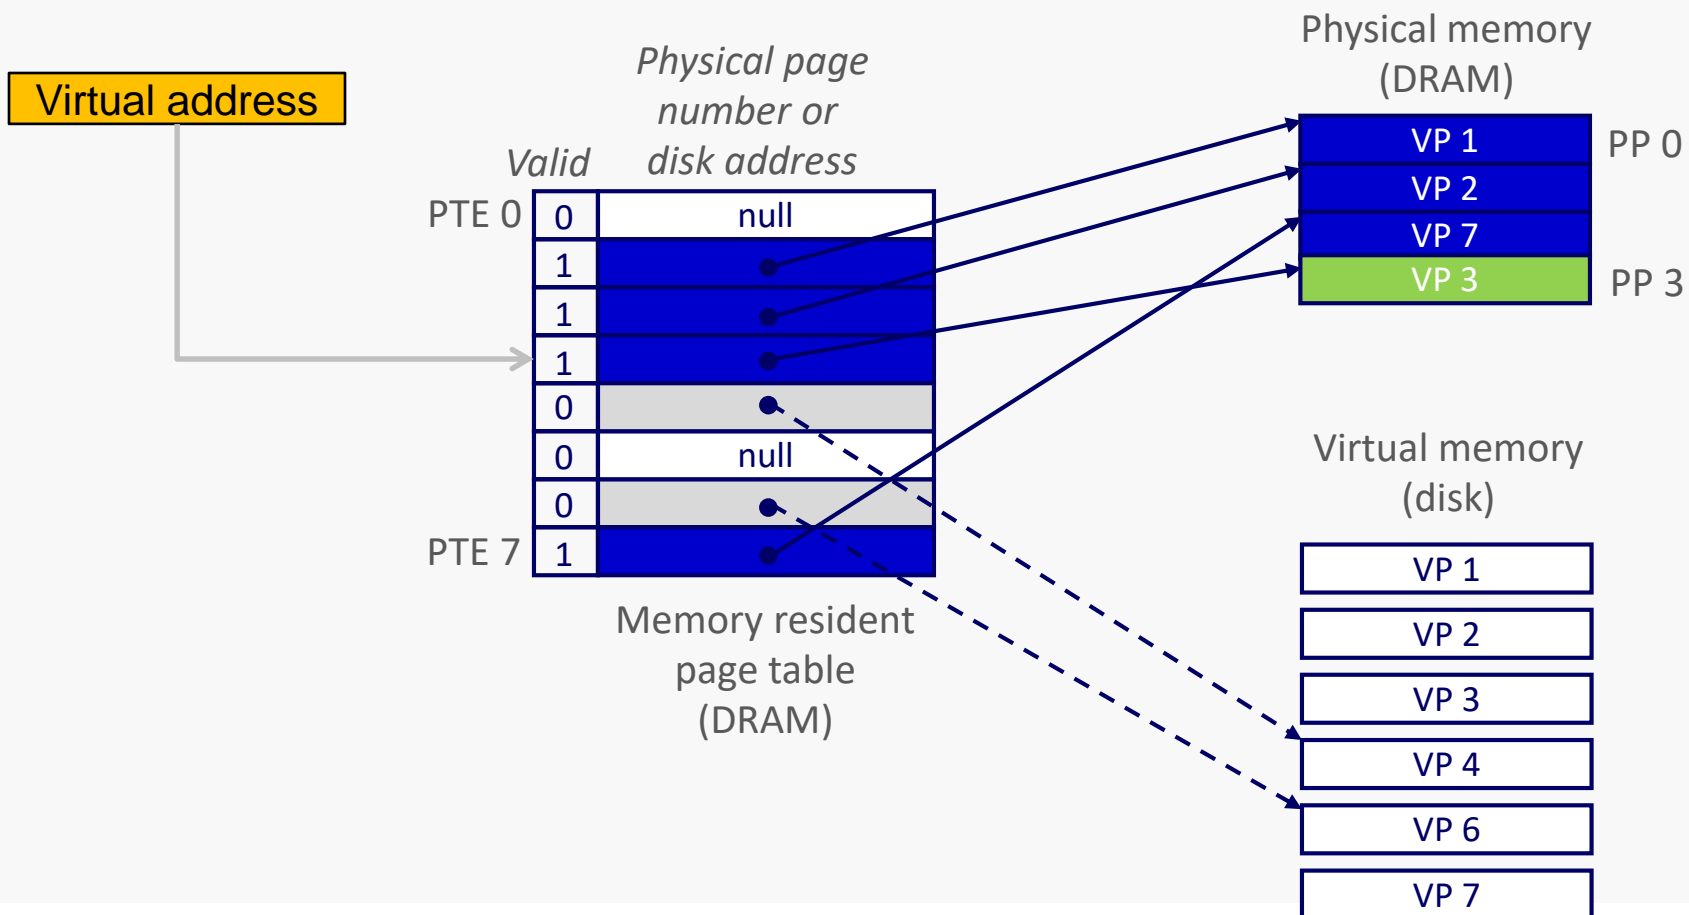 Virtual address
Physical page
number or
disk address
Valid
PTE 0
0
null
1
1
1
0
0
null
0
PTE 7
1
Memory resident
page table
(DRAM)
Physical memory
(DRAM)
VP 1
PP 0
VP 2
VP 7
VP 3
PP 3
Virtual memory
(disk)
VP 1
VP 2
VP 3
VP 4
VP 6
VP 7